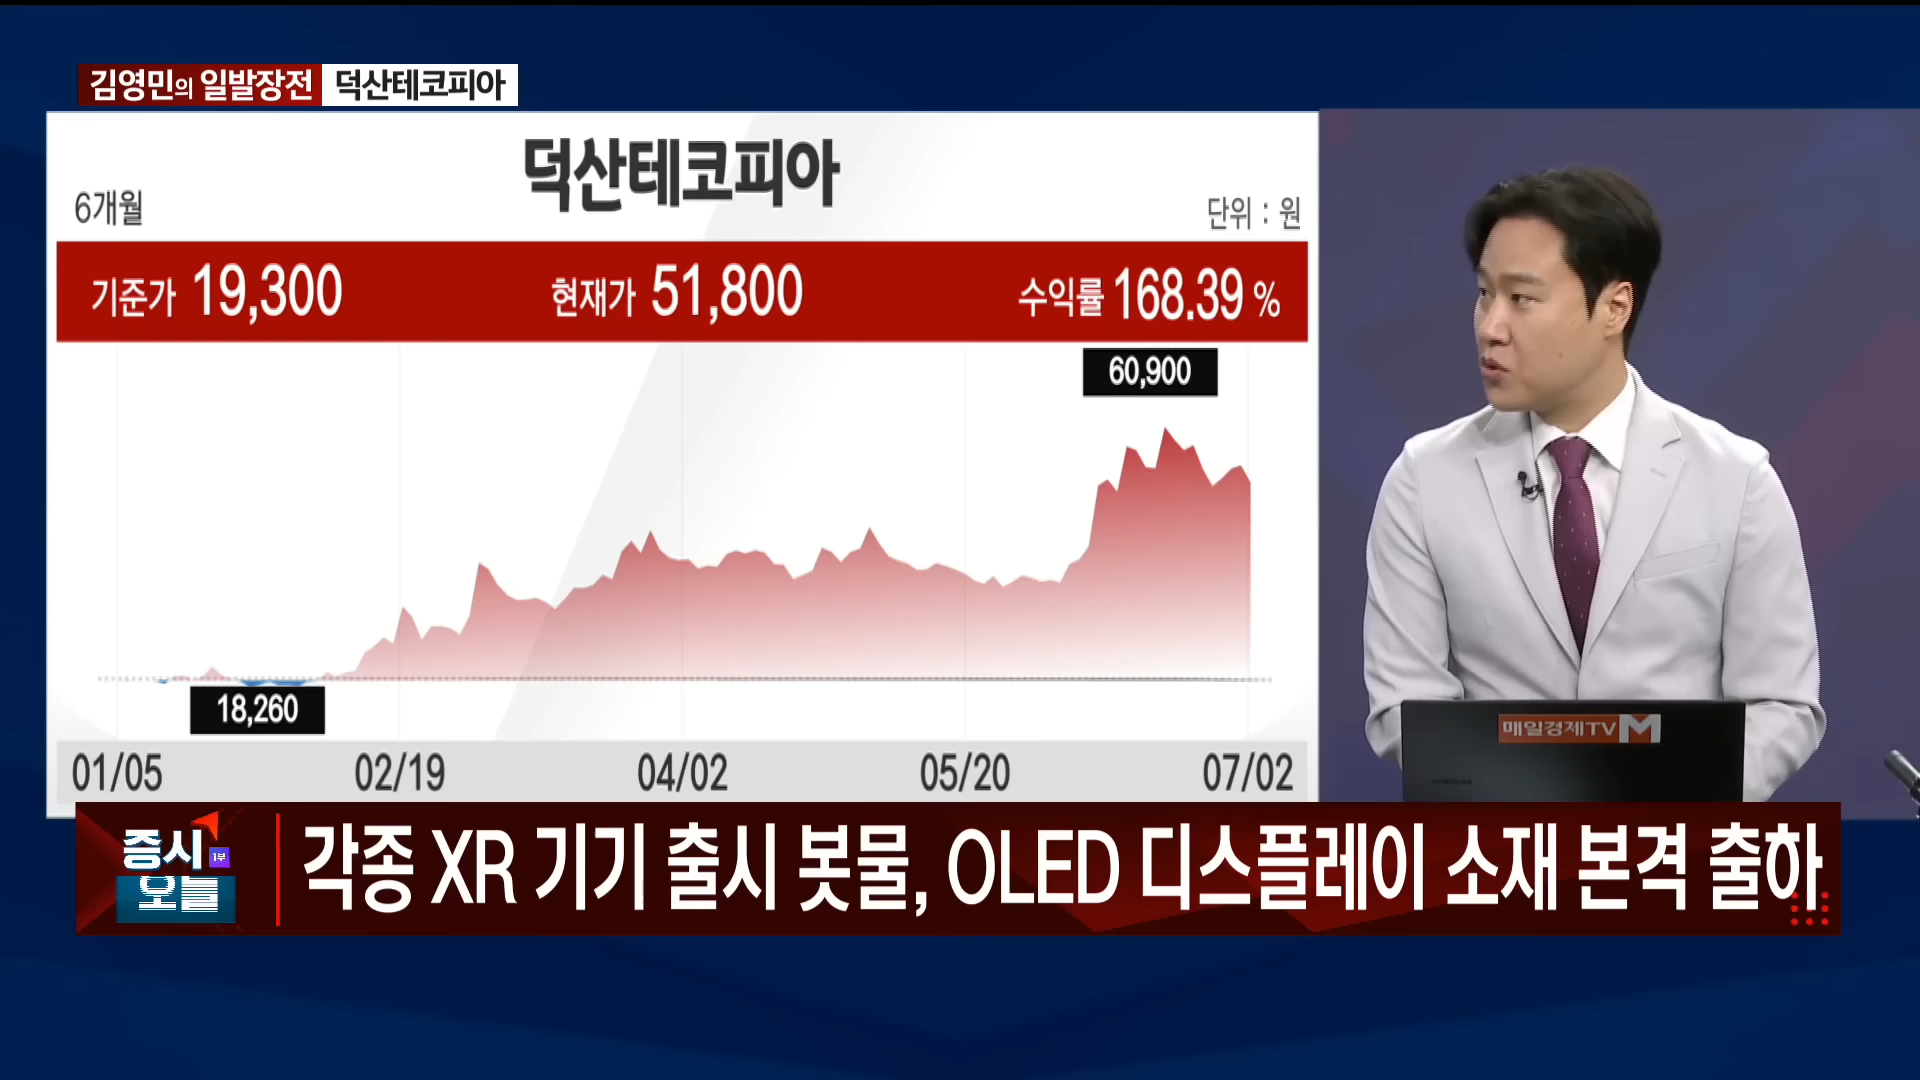 김영민의 일발장전 덕산테코피아
덕산테코피아
6개월
단위 : 원
기준가 19,300 현재가 51,800 수익률 168.39 %
60,900
18,260
01/05 02/19 04/02 05/20 07/02
매일경제TV M
SAMSUNG
증시 1부
오늘
각종 XR 기기 출시 봇물, OLED 디스플레이 소재 본격 출하